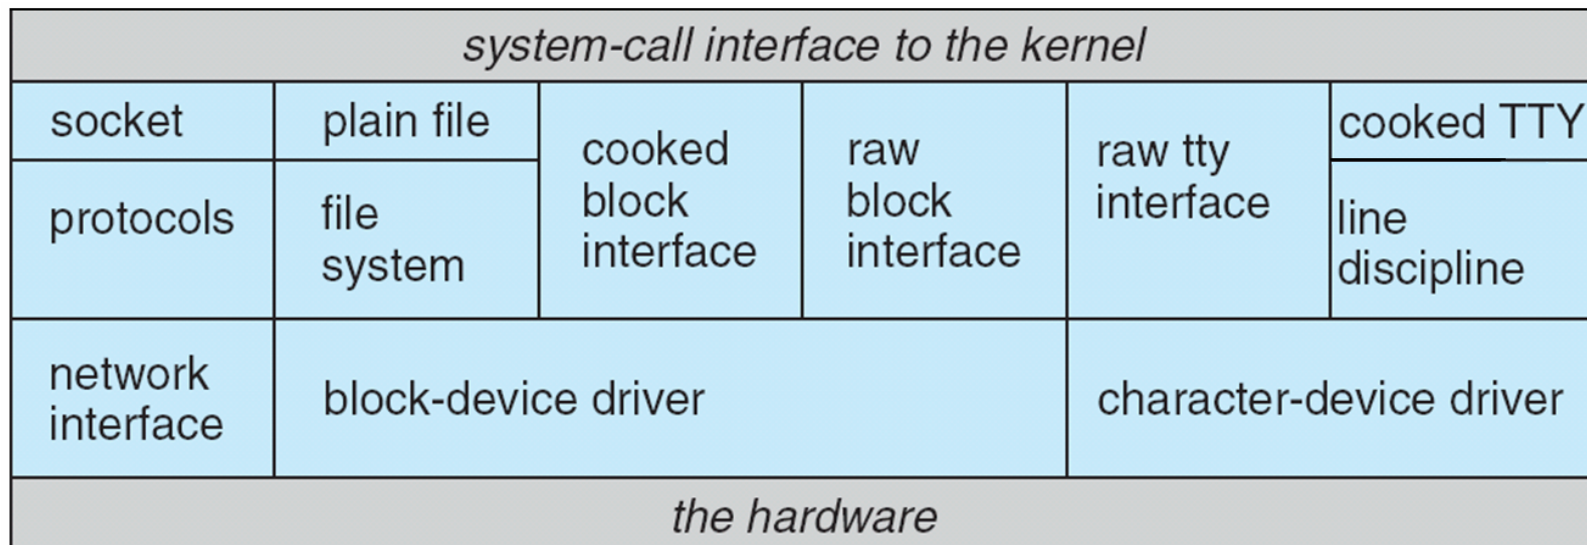 system-call interface to the kernel
socket
plain file
cooked
block
interface
raw
block
interface
raw tty
interface
cooked TTY
protocols
file
system
line
discipline
network
interface
block-device driver
character-device driver
the hardware